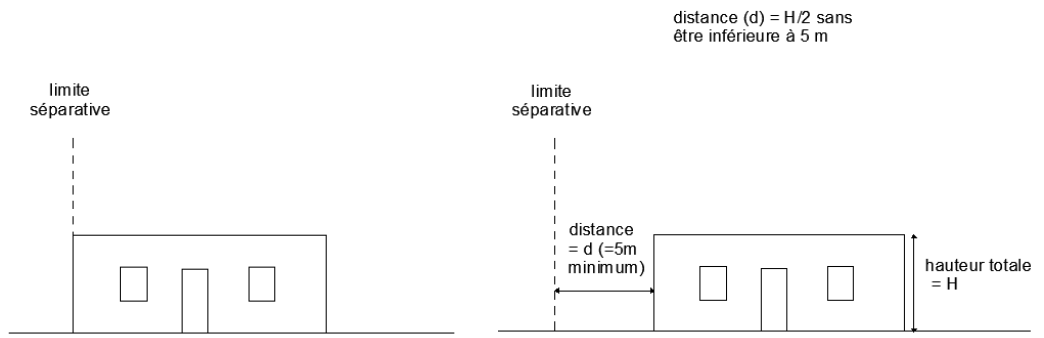 distance (d) = H/2 sans
être inférieure à 5 m
limite
séparative
limite
séparative
distance
= d (=5m
minimum)
hauteur totale
= H